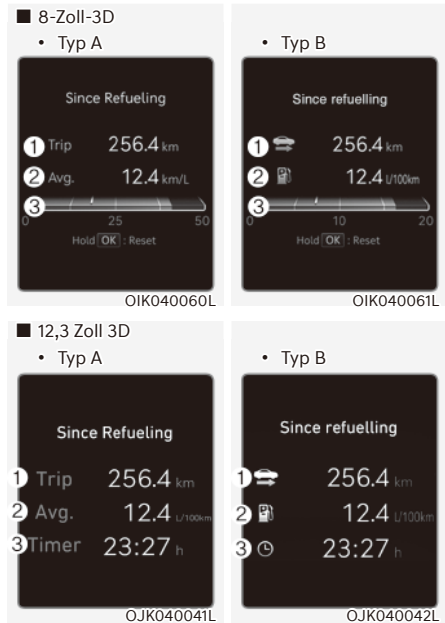 ■ 8-Zoll-3D
• Typ A
Since Refueling
① Trip 256.4 km
② Avg. 12.4 km/L
③
0 25 50
Hold OK : Reset
OIK040060L
• Typ B
Since refuelling
① 256.4 km
② 12.4 L/100km
③
0 10 20
Hold OK : Reset
OIK040061L
■ 12,3 Zoll 3D
• Typ A
Since Refueling
① Trip 256.4 km
② Avg. 12.4 L/100km
③ Timer 23:27 h
OJK040041L
• Typ B
Since refuelling
① 256.4 km
② 12.4 L/100km
③ 23:27 h
OJK040042L